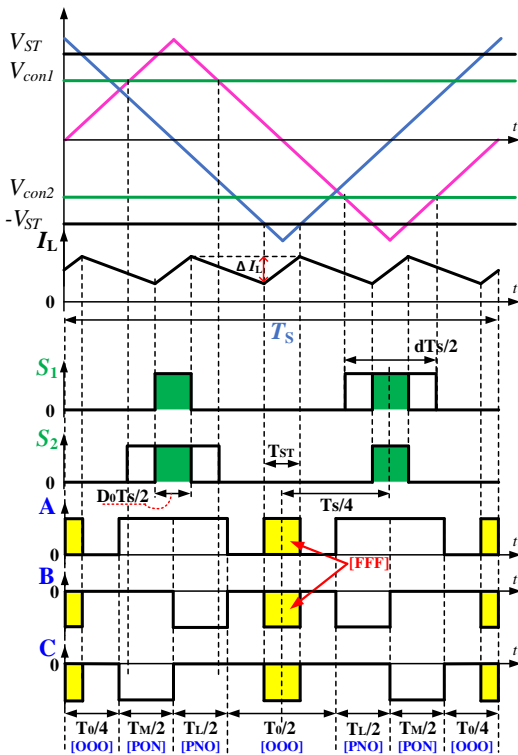 V_ST
V_con1
t
V_con2
-V_ST
I_L
Δ I_L
0
t
T_S
dTs/2
S_1
0
S_2
T_ST
0
D_0Ts/2
Ts/4
A
0
t
[FFF]
B
0
t
C
0
t
T_0/4 T_M/2 T_L/2 T_0/2 T_L/2 T_M/2 T_0/4
[OOO] [PON] [PNO] [OOO] [PNO] [PON] [OOO]